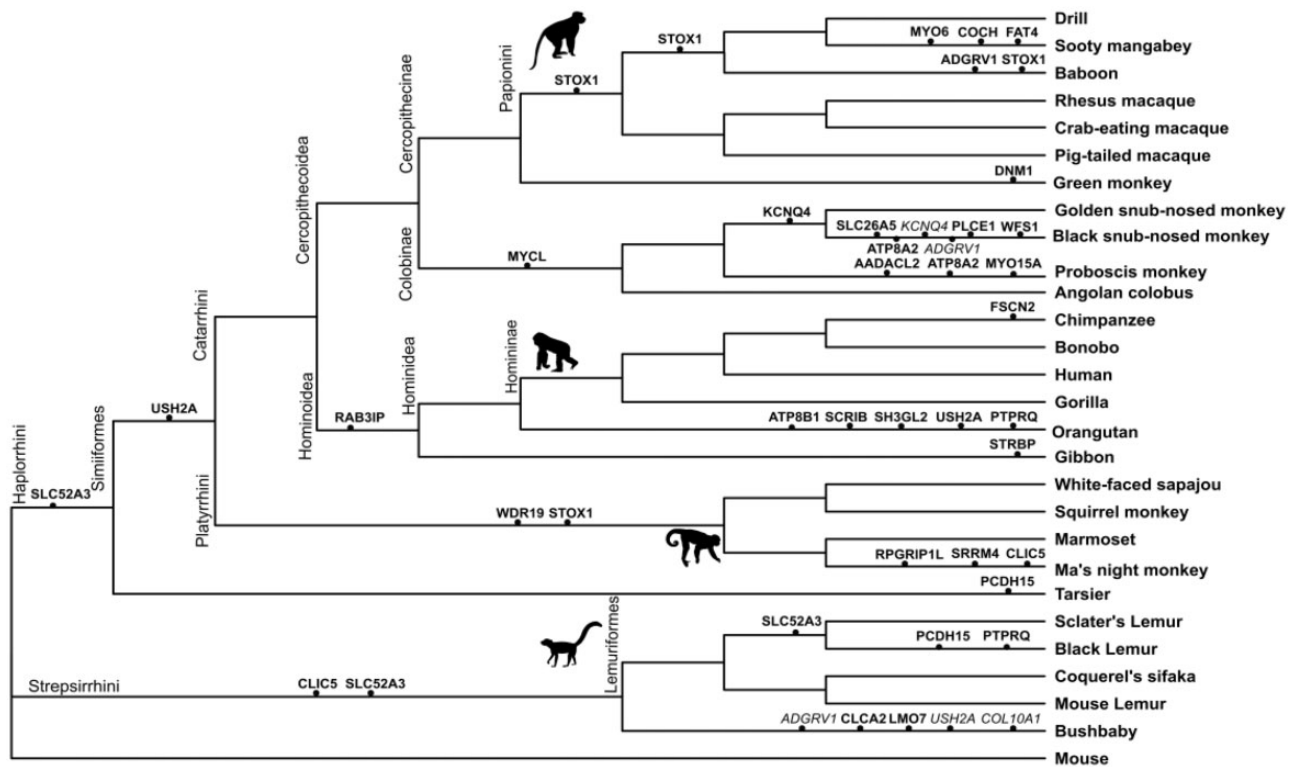 Drill
MYO6 COCH FAT4
STOX1
Sooty mangabey
ADGRV1 STOX1
Baboon
STOX1
Papionini
Rhesus macaque
Crab-eating macaque
Cercopithecinae
Pig-tailed macaque
DNM1
Green monkey
Cercopithecoidea
KCNQ4
Golden snub-nosed monkey
SLC26A5 KCNQ4 PLCE1 WFS1
Black snub-nosed monkey
ATP8A2 ADGRV1
Colobinae
MYCL
AADACL2 ATP8A2 MYO15A
Proboscis monkey
Angolan colobus
Catarrhini
FSCN2
Chimpanzee
Homininae
Bonobo
Human
Hominidea
Gorilla
USH2A
RAB3IP
Hominoidea
ATP8B1 SCRIB SH3GL2 USH2A PTPRQ
Orangutan
STRBP
Gibbon
Simiiformes
Haplorrhini
SLC52A3
White-faced sapajou
Platyrrhini
WDR19 STOX1
Squirrel monkey
Marmoset
RPGRIP1L SRRM4 CLIC5
Ma's night monkey
PCDH15
Tarsier
Lemuriformes
SLC52A3
Sclater's Lemur
PCDH15 PTPRQ
Black Lemur
Strepsirrhini
CLIC5 SLC52A3
Coquerel's sifaka
Mouse Lemur
ADGRV1 CLCA2 LMO7 USH2A COL10A1
Bushbaby
Mouse